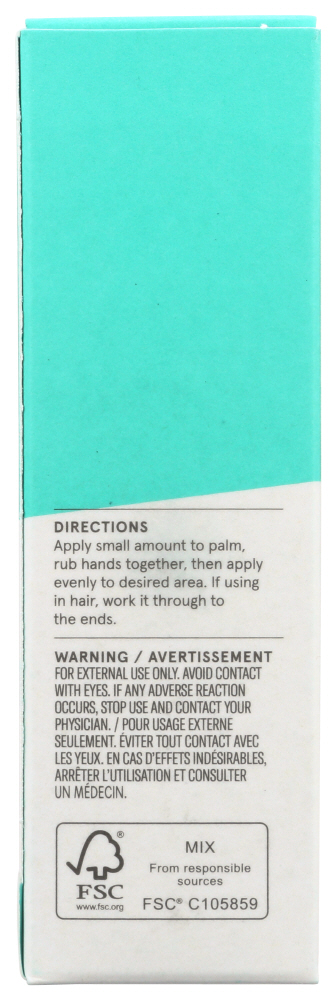 DIRECTIONS
Apply small amount to palm,
rub hands together, then apply
evenly to desired area. If using
in hair, work it through to
the ends.
WARNING / AVERTISSEMENT
FOR EXTERNAL USE ONLY. AVOID CONTACT
WITH EYES. IF ANY ADVERSE REACTION
OCCURS, STOP USE AND CONTACT YOUR
PHYSICIAN. / POUR USAGE EXTERNE
SEULEMENT. ÉVITER TOUT CONTACT AVEC
LES YEUX. EN CAS D'EFFETS INDÉSIRABLES,
ARRÊTER L'UTILISATION ET CONSULTER
UN MÉDECIN.
®
FSC
www.fsc.org
MIX
From responsible
sources
FSC® C105859